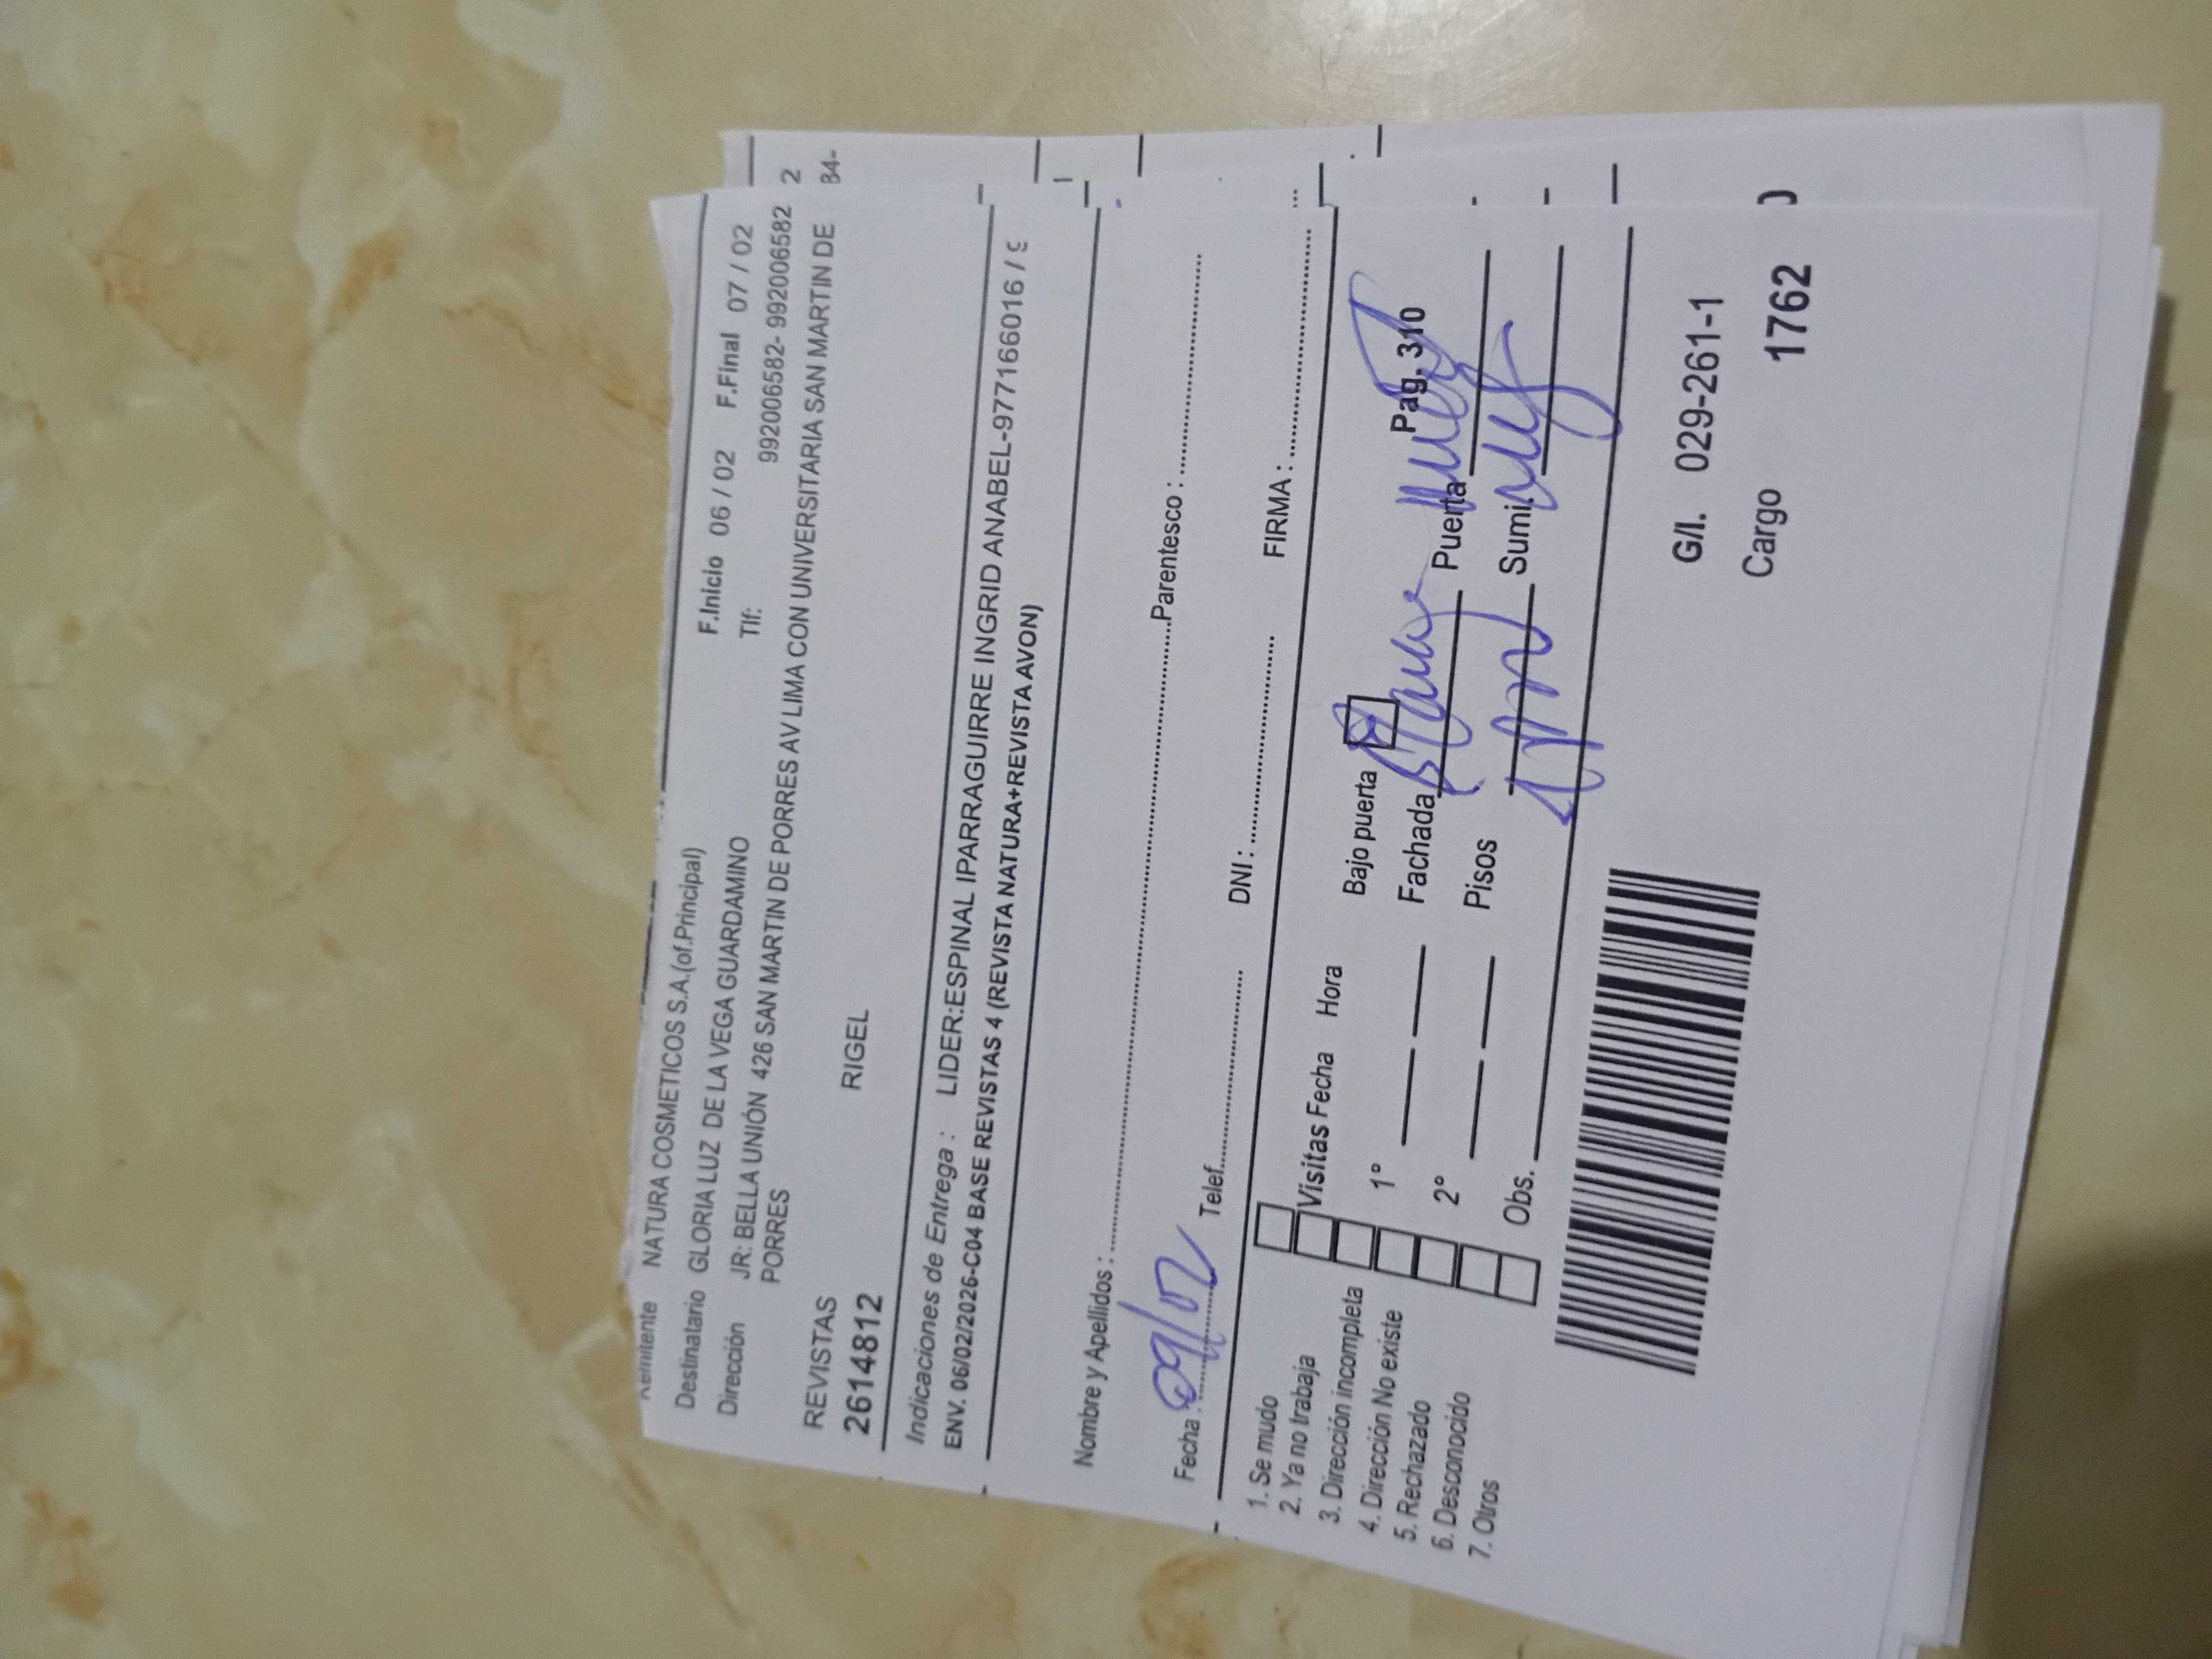 Remitente NATURA COSMETICOS S.A.(of.Principal)
Destinatario GLORIA LUZ DE LA VEGA GUARDAMINO F.Inicio 06 / 02 F.Final 07 / 02
Dirección JR: BELLA UNIÓN 426 SAN MARTIN DE PORRES AV LIMA CON UNIVERSITARIA SAN MARTIN DE
PORRES
Tlf: 992006582- 992006582
2
B4-
REVISTAS RIGEL
26148812
Indicaciones de Entrega : LIDER:ESPINAL IPARRAGUIRRE INGRID ANABEL-977166016 /
ENV. 06/02/2026-C04 BASE REVISTAS 4 (REVISTA NATURA+REVISTA AVON)
Nombre y Apellidos : Parentesco :
Fecha : 09/02 Telef. DNI : FIRMA :
1. Se mudo
2. Ya no trabaja
3. Dirección incompleta
4. Dirección No existe
5. Rechazado
6. Desconocido
7. Otros
Visitas Fecha Hora Bajo puerta
1° Fachada Puerta Pag. 310
2° Pisos Sumi.
Obs.
G/I. 029-261-1
Cargo 1762